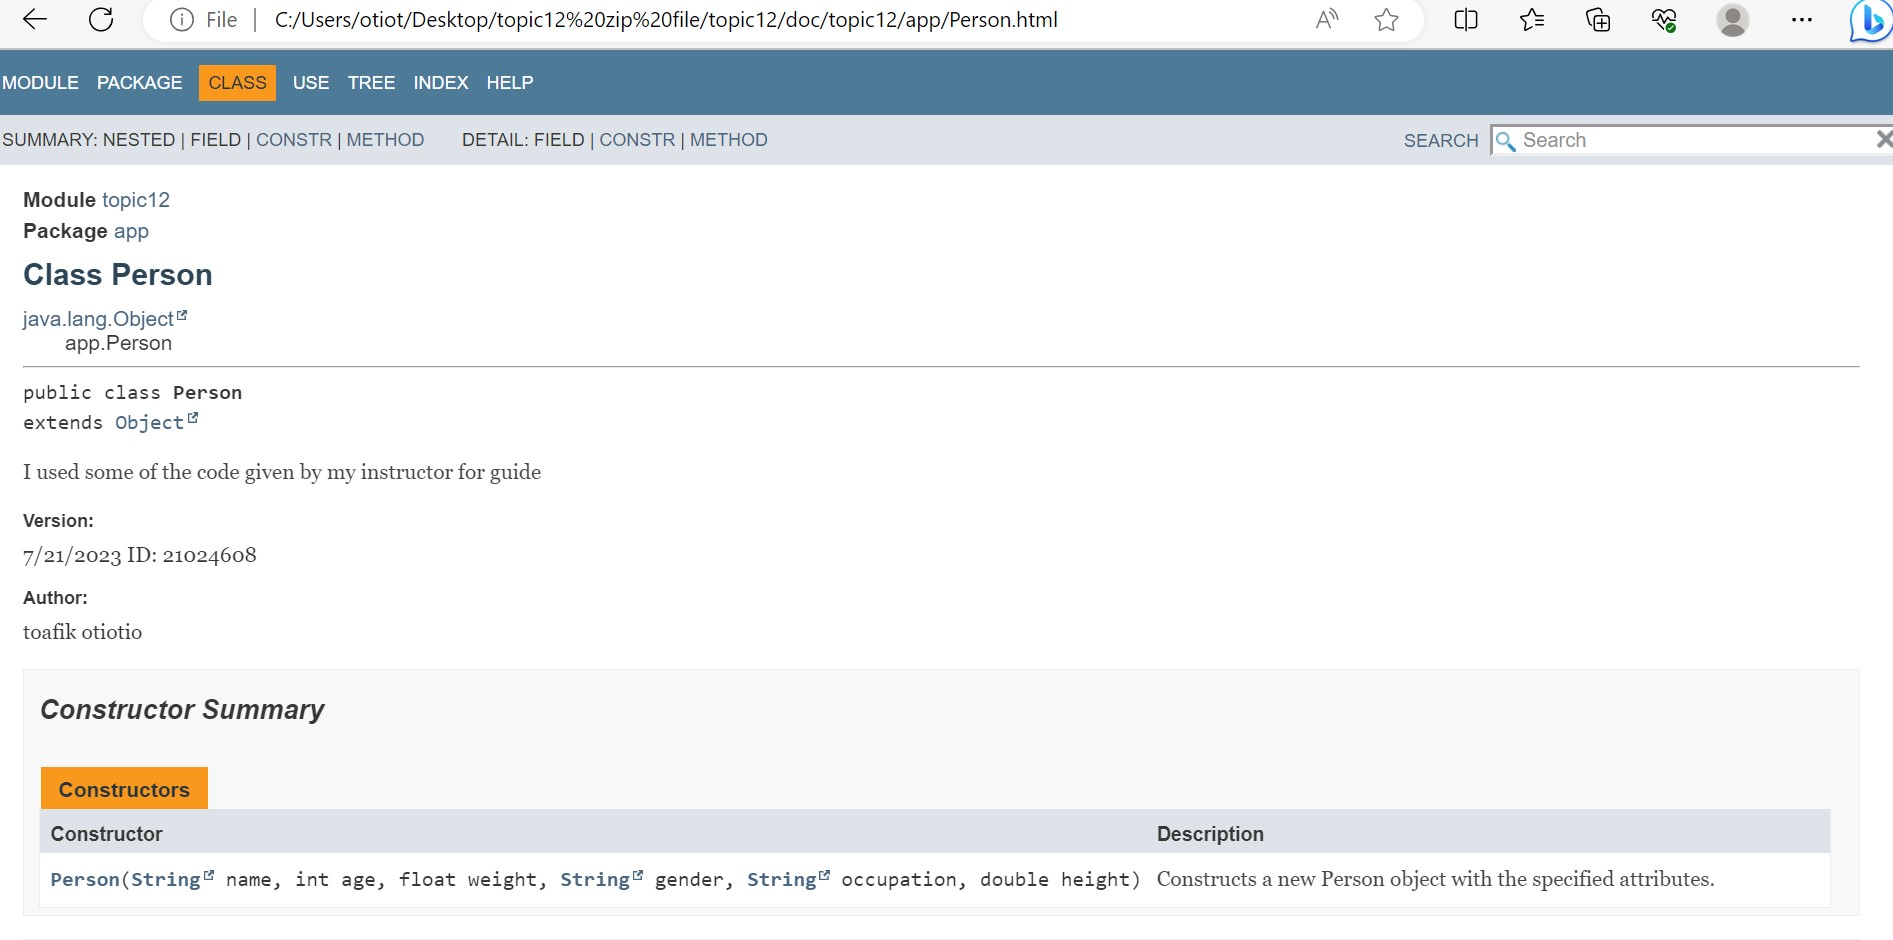 File | C:/Users/otiot/Desktop/topic12%20zip%20file/topic12/doc/topic12/app/Person.html
MODULE PACKAGE CLASS USE TREE INDEX HELP
SUMMARY: NESTED | FIELD | CONSTR | METHOD DETAIL: FIELD | CONSTR | METHOD SEARCH Search
Module topic12
Package app
Class Person
java.lang.Object
app.Person
public class Person
extends Object
I used some of the code given by my instructor for guide
Version:
7/21/2023 ID: 21024608
Author:
toafik otiotio
Constructor Summary
Constructors
Constructor Description
Person(String name, int age, float weight, String gender, String occupation, double height) Constructs a new Person object with the specified attributes.